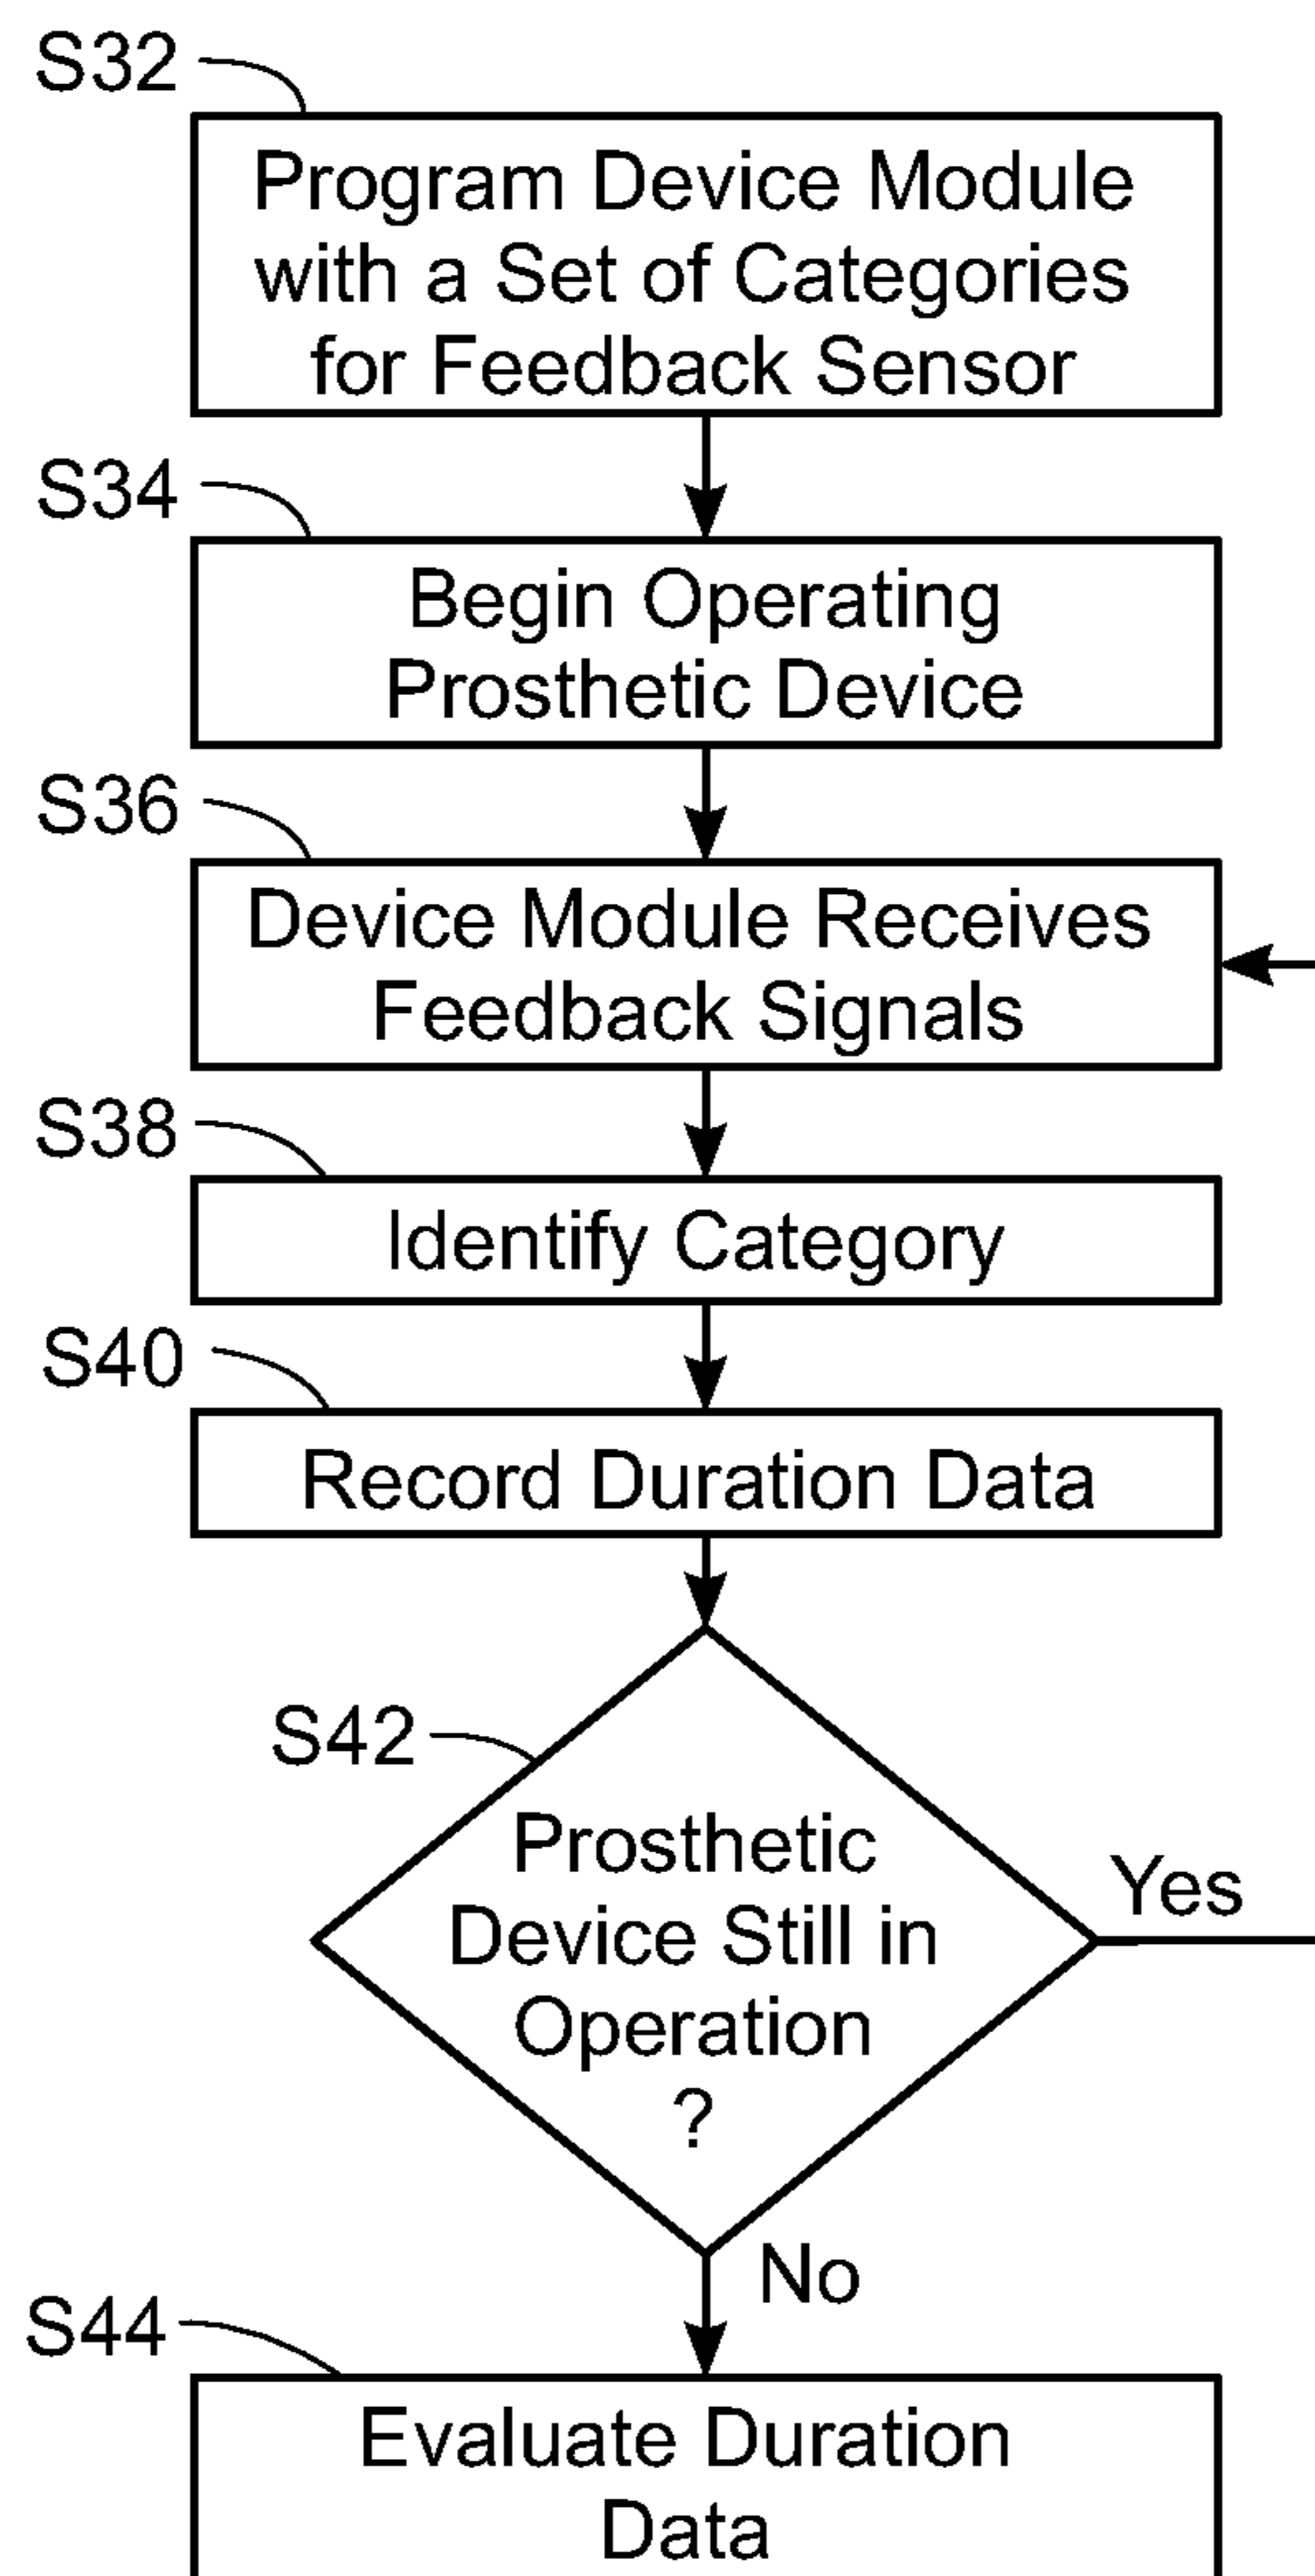 S32
Program Device Module
with a Set of Categories
for Feedback Sensor
S34
Begin Operating
Prosthetic Device
S36
Device Module Receives
Feedback Signals
S38
Identify Category
S40
Record Duration Data
S42
Prosthetic
Device Still in
Operation
?
Yes
No
S44
Evaluate Duration
Data